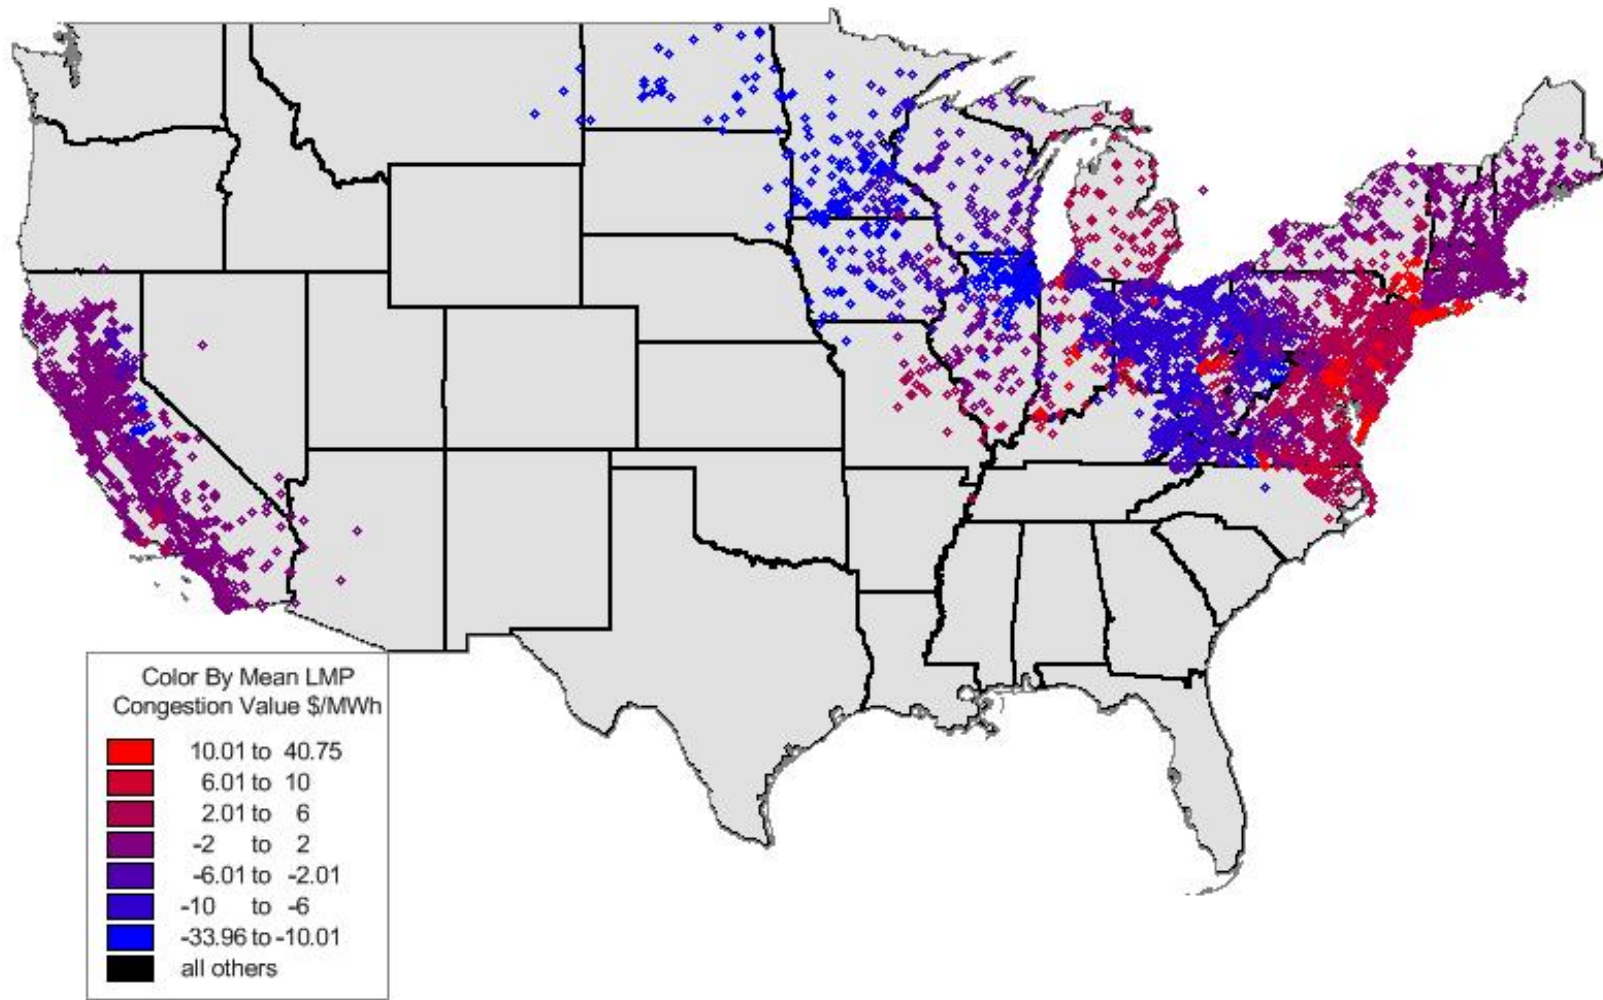 Color By Mean LMP
Congestion Value $/MWh
10.01 to 40.75
6.01 to 10
2.01 to 6
-2 to 2
-6.01 to -2.01
-10 to -6
-33.96 to -10.01
all others